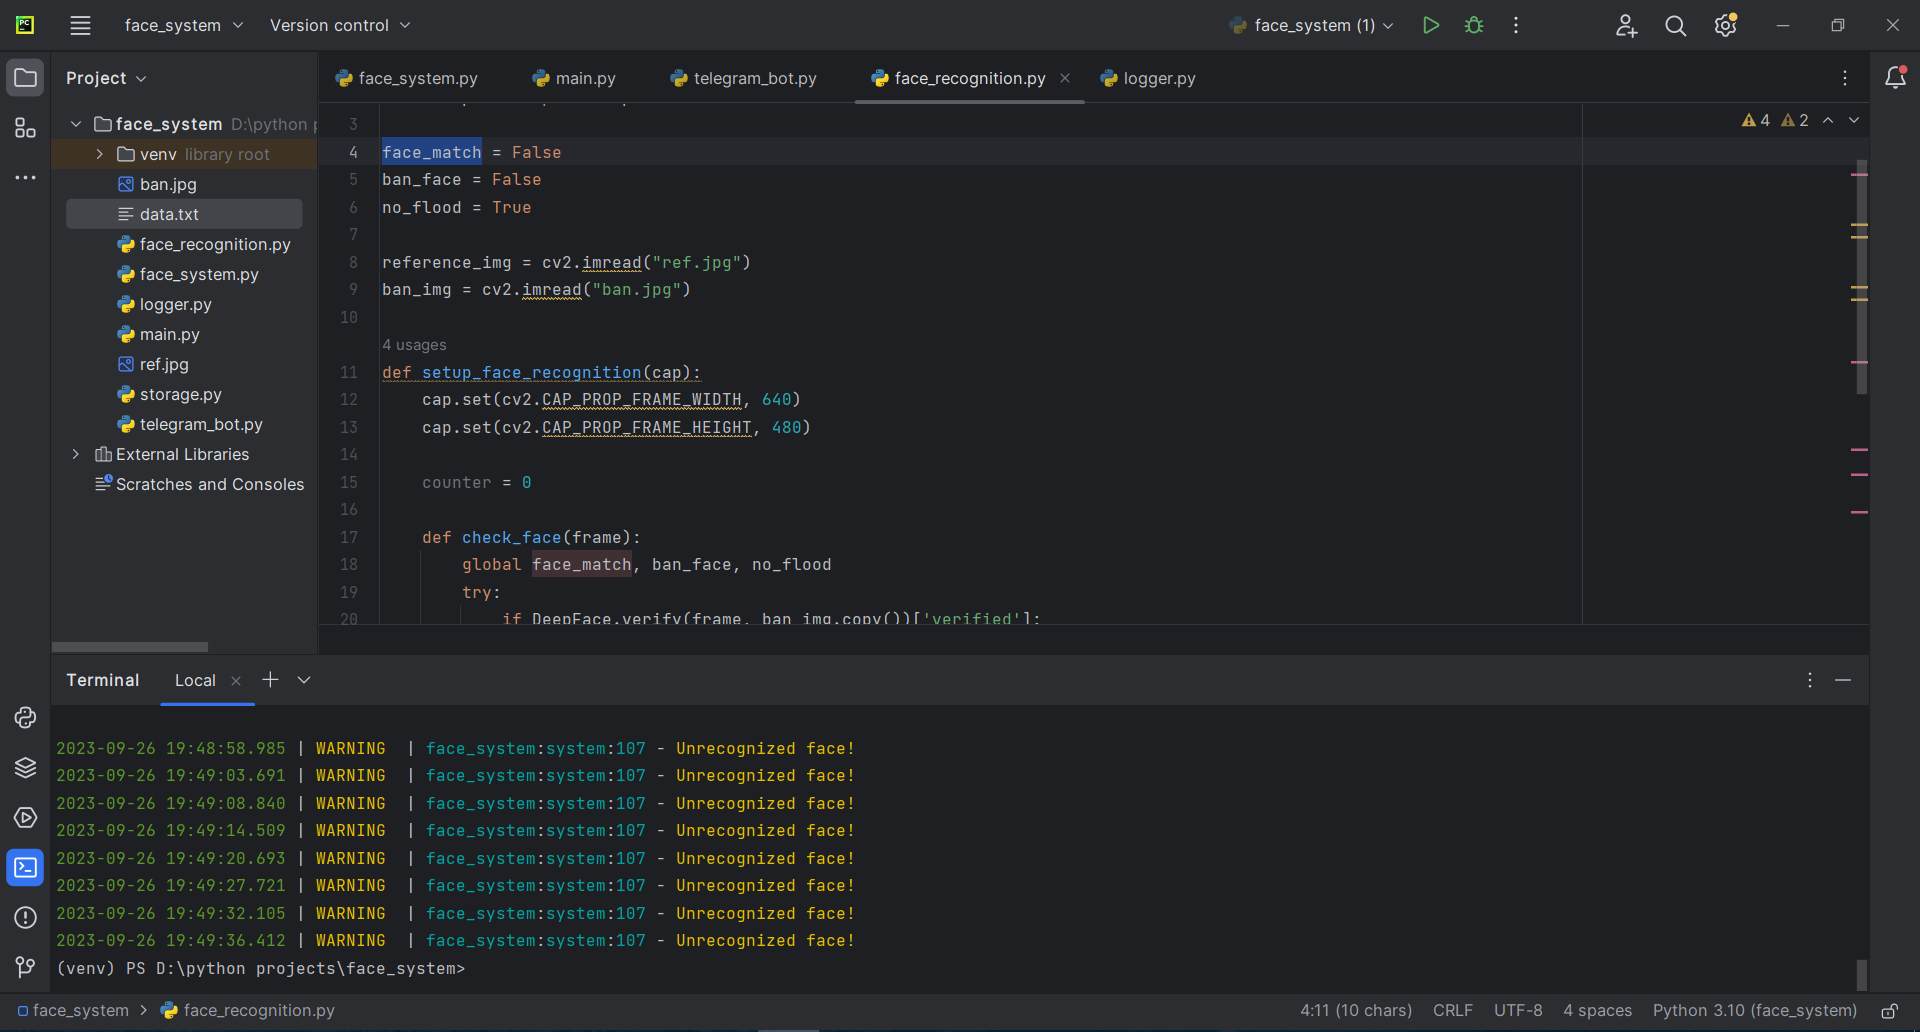 PC
face_system
Version control
face_system (1)
Project
face_system.py
main.py
telegram_bot.py
face_recognition.py
logger.py
face_system D:\python p
venv library root
ban.jpg
data.txt
face_recognition.py
face_system.py
logger.py
main.py
ref.jpg
storage.py
telegram_bot.py
External Libraries
Scratches and Consoles
4 2
3
4 face_match = False
5 ban_face = False
6 no_flood = True
7
8 reference_img = cv2.imread("ref.jpg")
9 ban_img = cv2.imread("ban.jpg")
10
4 usages
11 def setup_face_recognition(cap):
12 cap.set(cv2.CAP_PROP_FRAME_WIDTH, 640)
13 cap.set(cv2.CAP_PROP_FRAME_HEIGHT, 480)
14
15 counter = 0
16
17 def check_face(frame):
18 global face_match, ban_face, no_flood
19 try:
20 if DeepFace.verify(frame, ban_img.copy())['verified']:
Terminal
Local
2023-09-26 19:48:58.985 | WARNING  | face_system:system:107 - Unrecognized face!
2023-09-26 19:49:03.691 | WARNING  | face_system:system:107 - Unrecognized face!
2023-09-26 19:49:08.840 | WARNING  | face_system:system:107 - Unrecognized face!
2023-09-26 19:49:14.509 | WARNING  | face_system:system:107 - Unrecognized face!
2023-09-26 19:49:20.693 | WARNING  | face_system:system:107 - Unrecognized face!
2023-09-26 19:49:27.721 | WARNING  | face_system:system:107 - Unrecognized face!
2023-09-26 19:49:32.105 | WARNING  | face_system:system:107 - Unrecognized face!
2023-09-26 19:49:36.412 | WARNING  | face_system:system:107 - Unrecognized face!
(venv) PS D:\python projects\face_system>
face_system > face_recognition.py
4:11 (10 chars) CRLF UTF-8 4 spaces Python 3.10 (face_system)